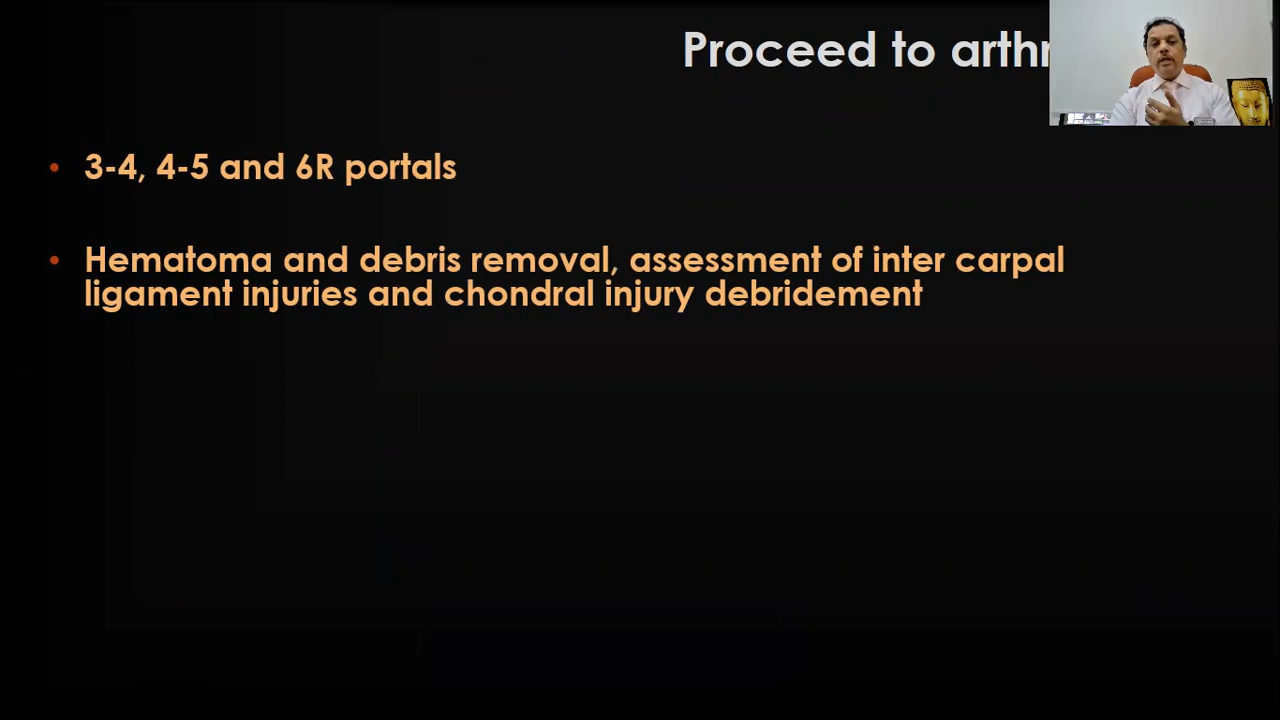 Proceed to arthr
• 3-4, 4-5 and 6R portals
• Hematoma and debris removal, assessment of inter carpal
ligament injuries and chondral injury debridement